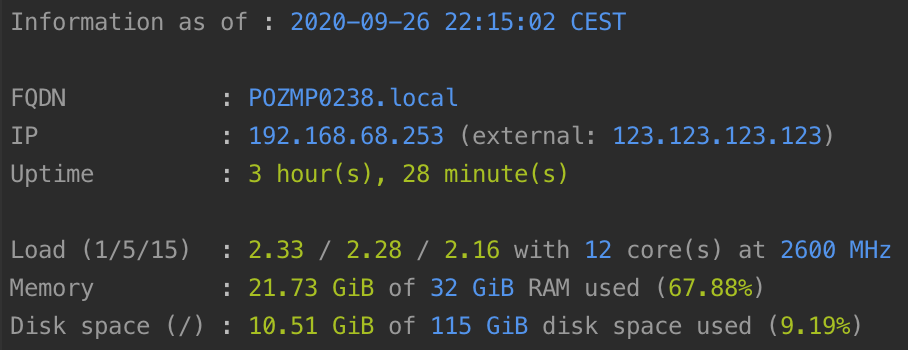 Information as of : 2020-09-26 22:15:02 CEST
FQDN : POZMP0238.local
IP : 192.168.68.253 (external: 123.123.123.123)
Uptime : 3 hour(s), 28 minute(s)
Load (1/5/15) : 2.33 / 2.28 / 2.16 with 12 core(s) at 2600 MHz
Memory : 21.73 GiB of 32 GiB RAM used (67.88%)
Disk space (/) : 10.51 GiB of 115 GiB disk space used (9.19%)